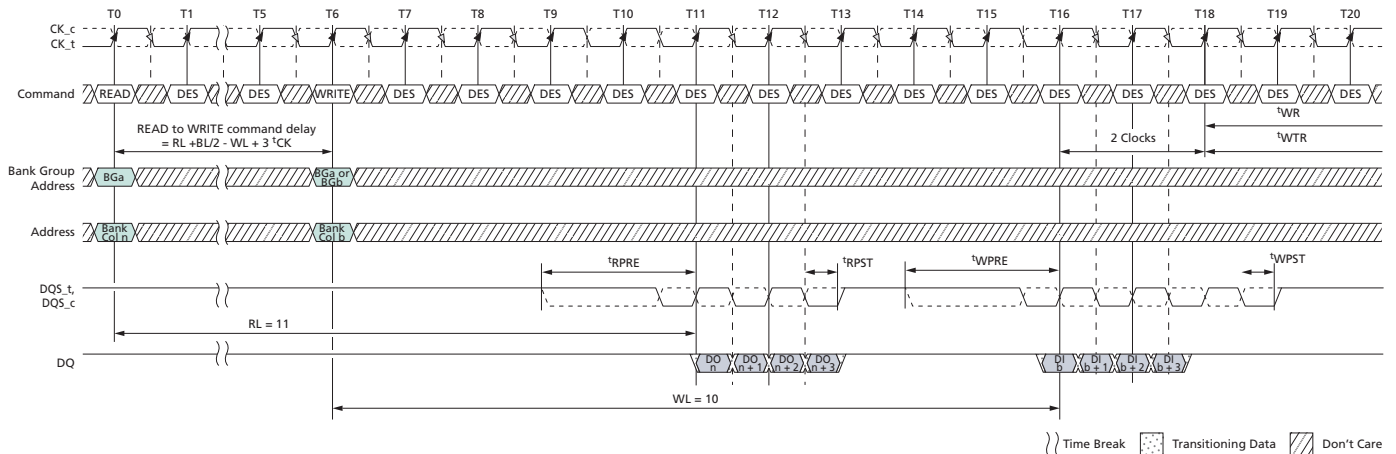 T0 T1 T5 T6 T7 T8 T9 T10 T11 T12 T13 T14 T15 T16 T17 T18 T19 T20
CK_c
CK_t
Command READ DES DES WRITE DES DES DES DES DES DES DES DES DES DES DES DES DES DES
tWR
READ to WRITE command delay
= RL +BL/2 - WL + 3 tCK
2 Clocks
tWTR
Bank Group
Address
BGa
BGa or
BGb
Address
Bank
Col n
Bank
Col b
tRPRE tRPST tWPRE tWPST
DQS_t,
DQS_c
RL = 11
DQ
DO
n
DO
n + 1
DO
n + 2
DO
n + 3
DI
b
DI
b + 1
DI
b + 2
DI
b + 3
WL = 10
Time Break Transitioning Data Don't Care